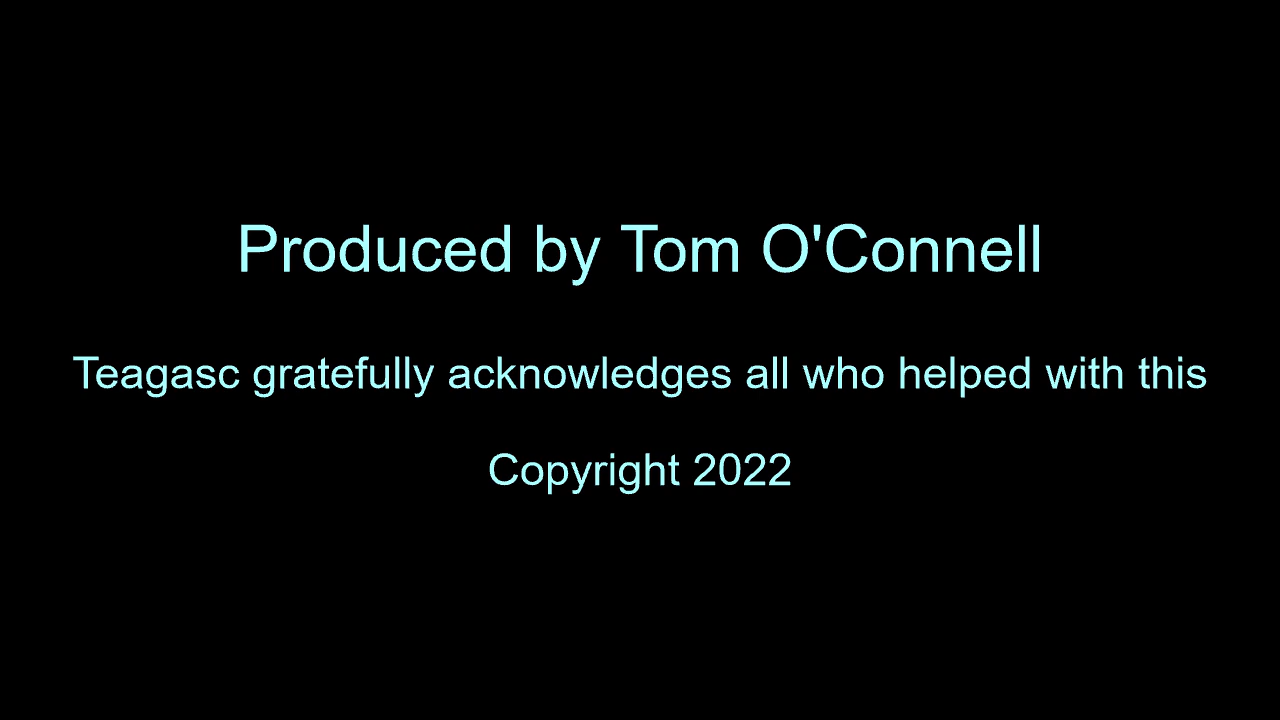 Produced by Tom O'Connell
Teagasc gratefully acknowledges all who helped with this
Copyright 2022